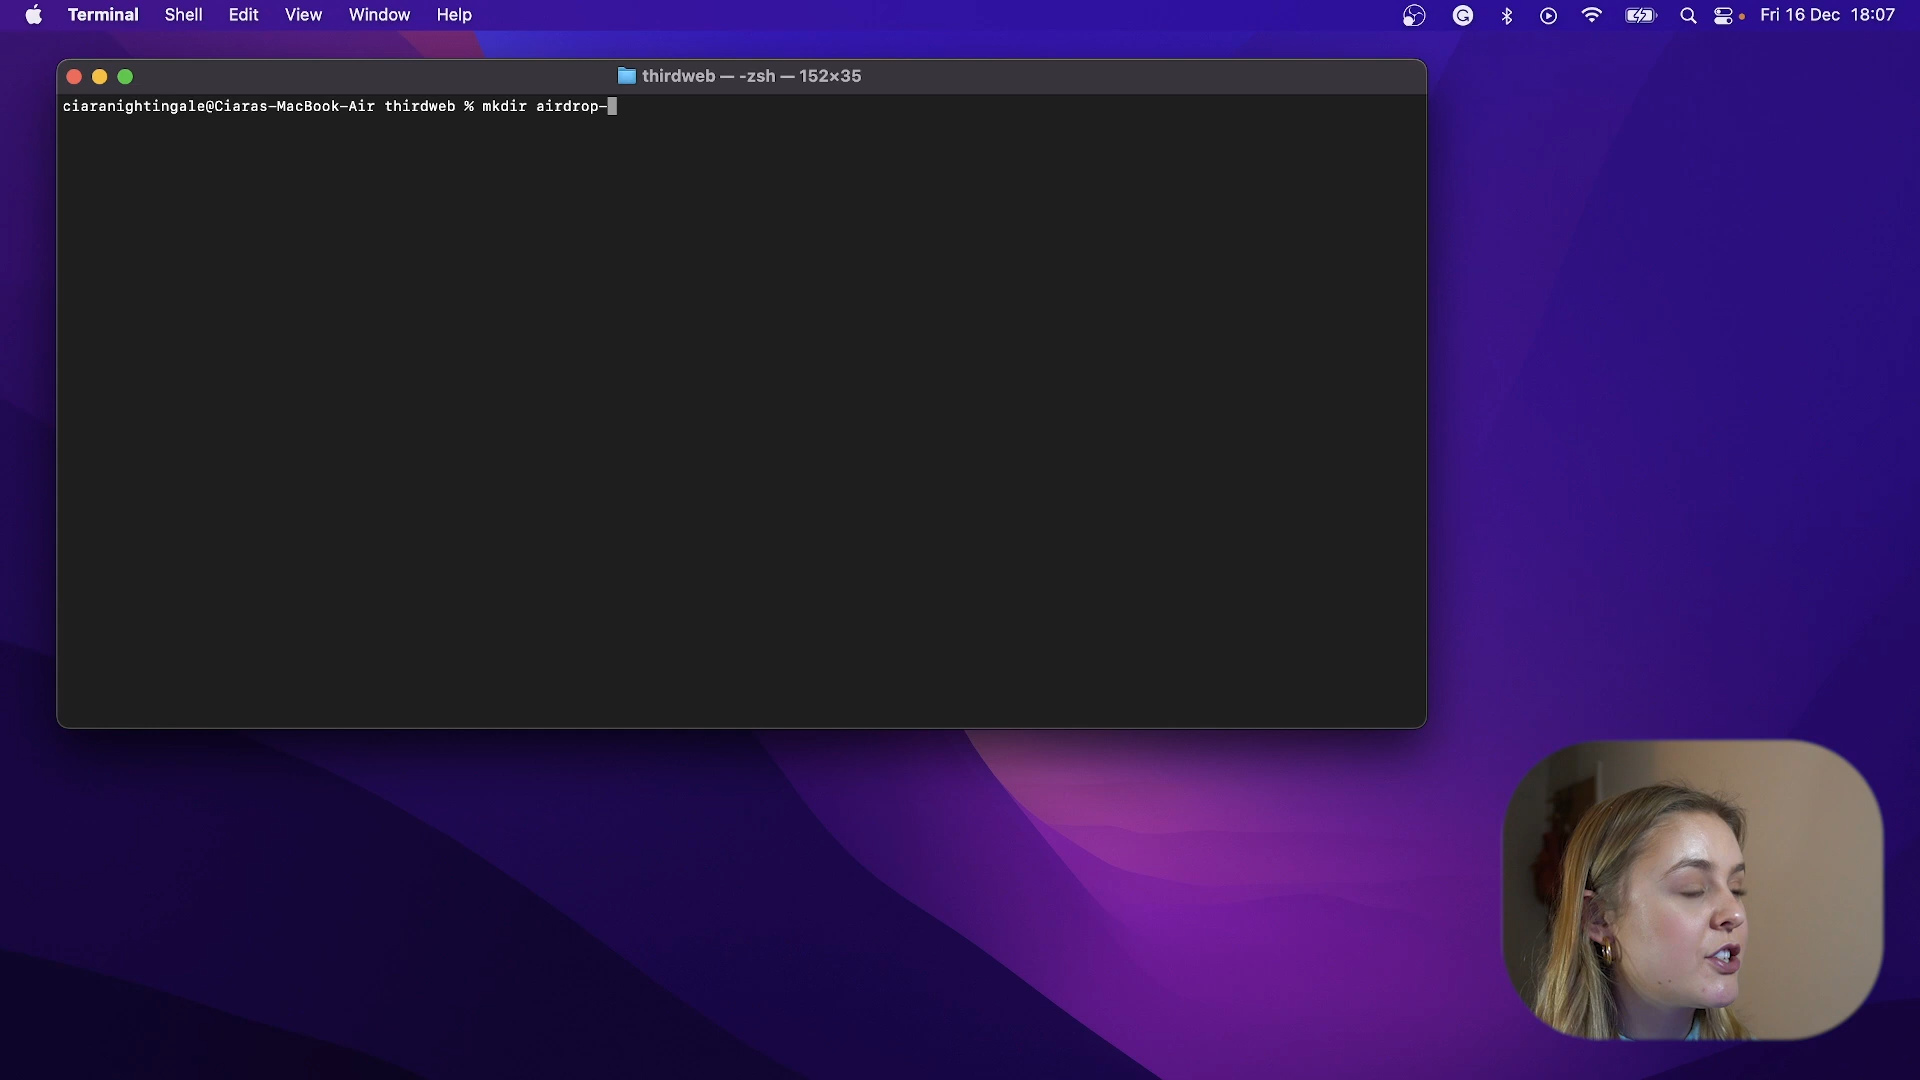 Terminal Shell Edit View Window Help Fri 16 Dec 18:07
thirdweb — -zsh — 152×35
ciaranightingale@Ciaras-MacBook-Air thirdweb % mkdir airdrop-